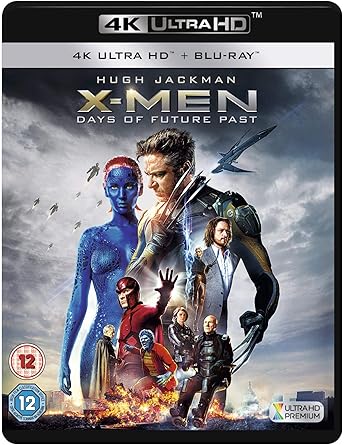 4K ULTRA HD™
4K ULTRA HD™ + BLU-RAY™
HUGH JACKMAN
X-MEN
DAYS OF FUTURE PAST
12
12
ULTRA HD
PREMIUM